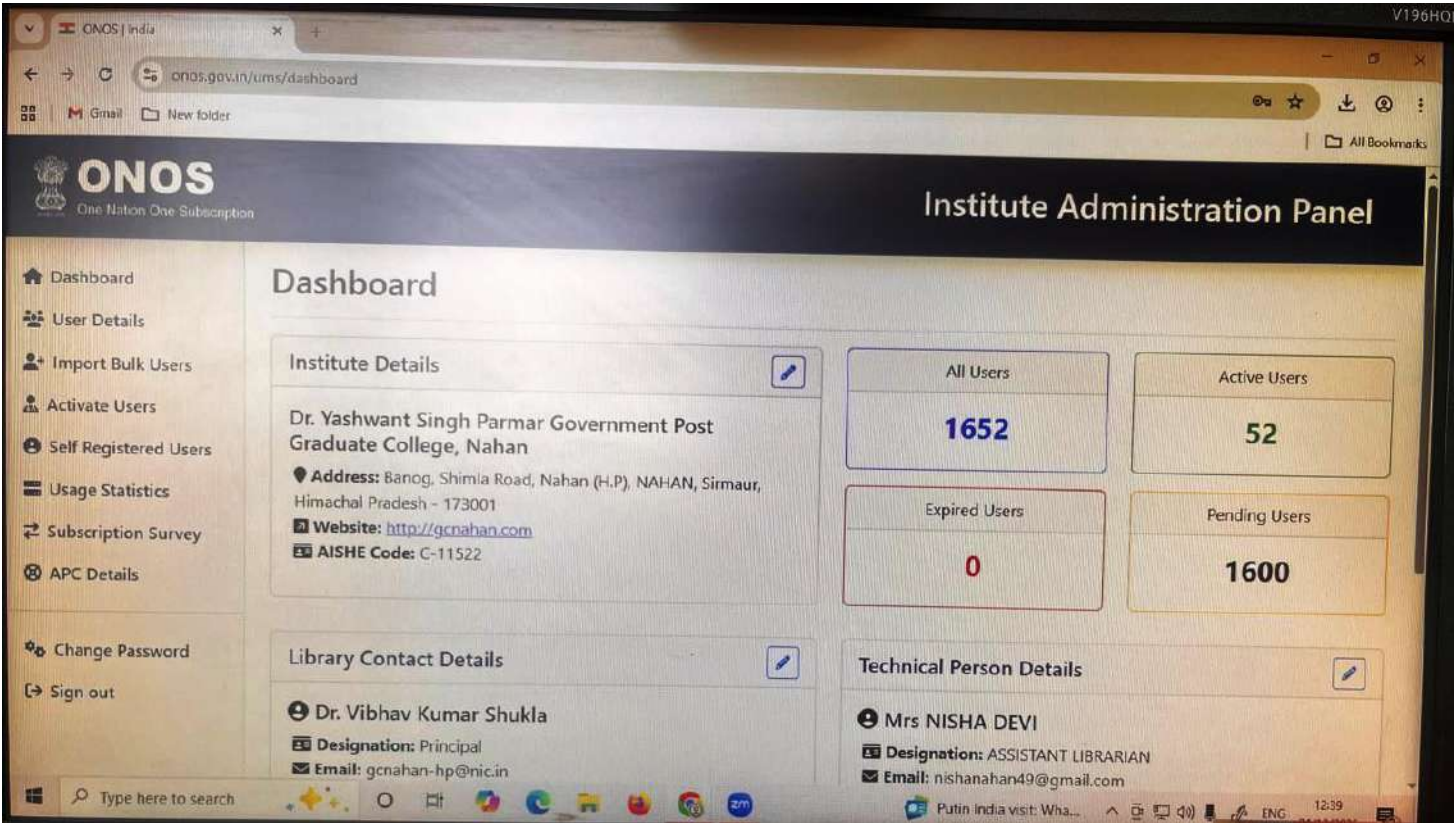 V196HQ
ONOS | India
onos.gov.in/ums/dashboard
Gmail New folder
All Bookmarks
ONOS
One Nation One Subscription
Institute Administration Panel
Dashboard
User Details
Import Bulk Users
Activate Users
Self Registered Users
Usage Statistics
Subscription Survey
APC Details
Change Password
Sign out
Dashboard
Institute Details
Dr. Yashwant Singh Parmar Government Post
Graduate College, Nahan
Address: Banog, Shimla Road, Nahan (H.P), NAHAN, Sirmaur,
Himachal Pradesh - 173001
Website: http://gcnahan.com
AISHE Code: C-11522
All Users
1652
Active Users
52
Expired Users
0
Pending Users
1600
Library Contact Details
Dr. Vibhav Kumar Shukla
Designation: Principal
Email: gcnahan-hp@nic.in
Technical Person Details
Mrs NISHA DEVI
Designation: ASSISTANT LIBRARIAN
Email: nishanahan49@gmail.com
Type here to search
zm
Putin India visit: Wha...
ENG
12:39